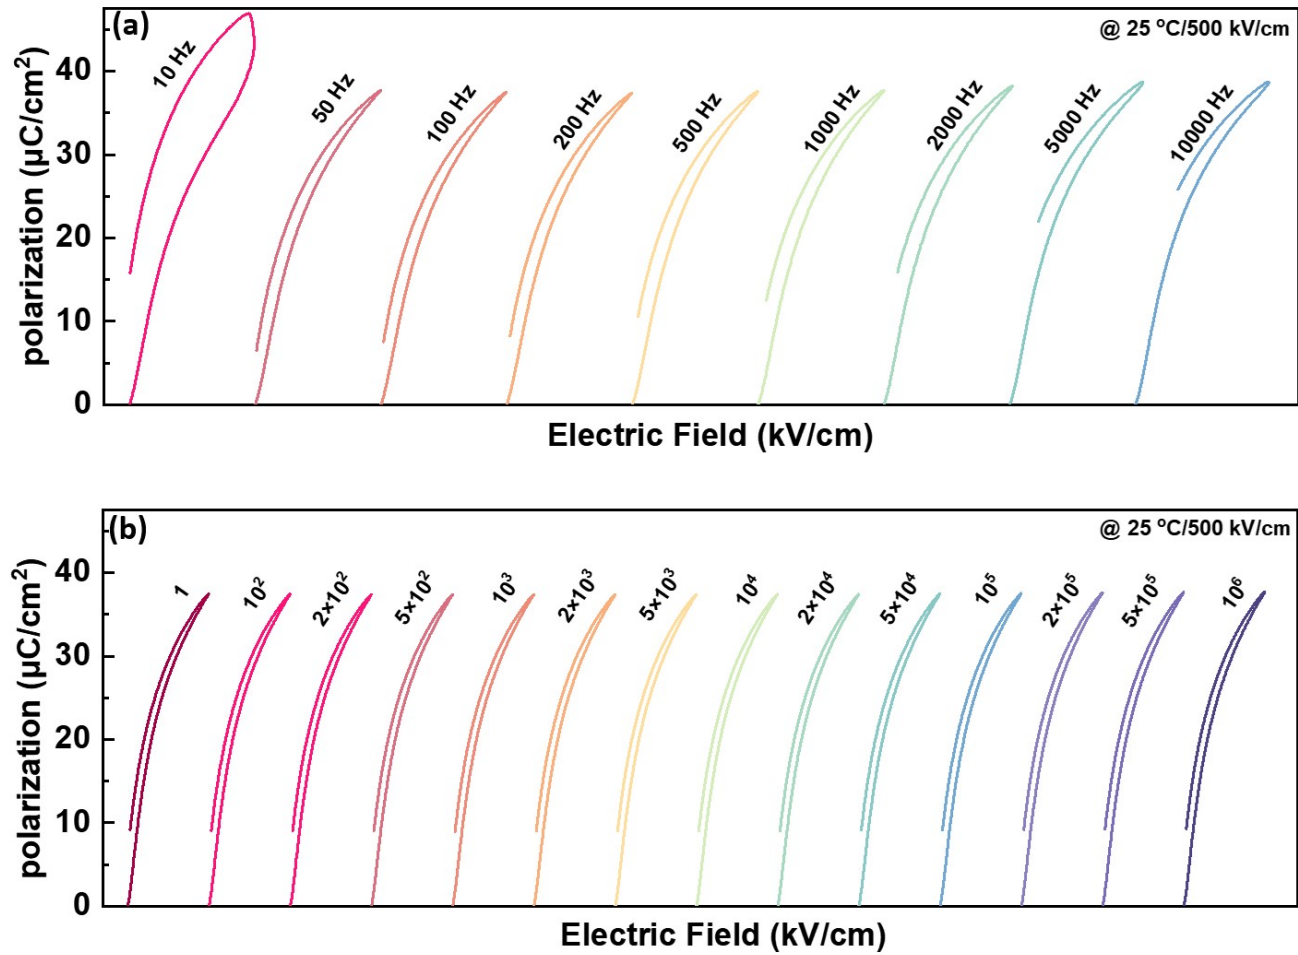 (a)
@ 25 °C/500 kV/cm
polarization (μC/cm²)
40
30
20
10
0
10 Hz
50 Hz
100 Hz
200 Hz
500 Hz
1000 Hz
2000 Hz
5000 Hz
10000 Hz
Electric Field (kV/cm)
(b)
@ 25 °C/500 kV/cm
polarization (μC/cm²)
40
30
20
10
0
1
10²
2×10²
5×10²
10³
2×10³
5×10³
10⁴
2×10⁴
5×10⁴
10⁵
2×10⁵
5×10⁵
10⁶
Electric Field (kV/cm)